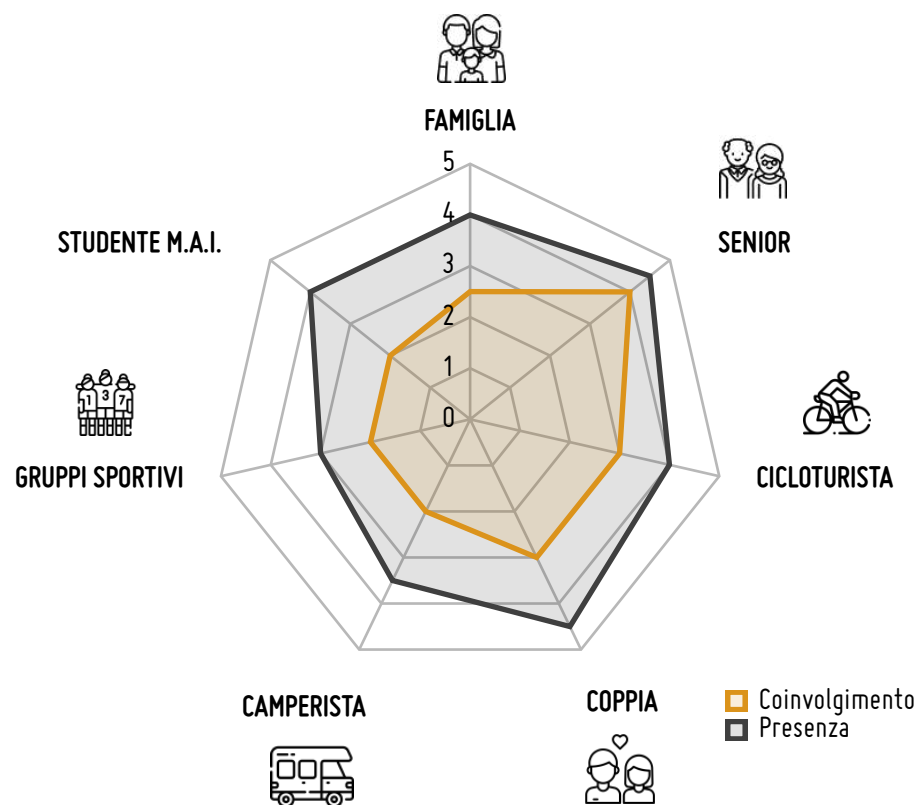 FAMIGLIA
5
4
3
2
1
0
SENIOR
STUDENTE M.A.I.
1 3 7
GRUPPI SPORTIVI
CICLOTURISTA
CAMPERISTA
COPPIA
Coinvolgimento
Presenza